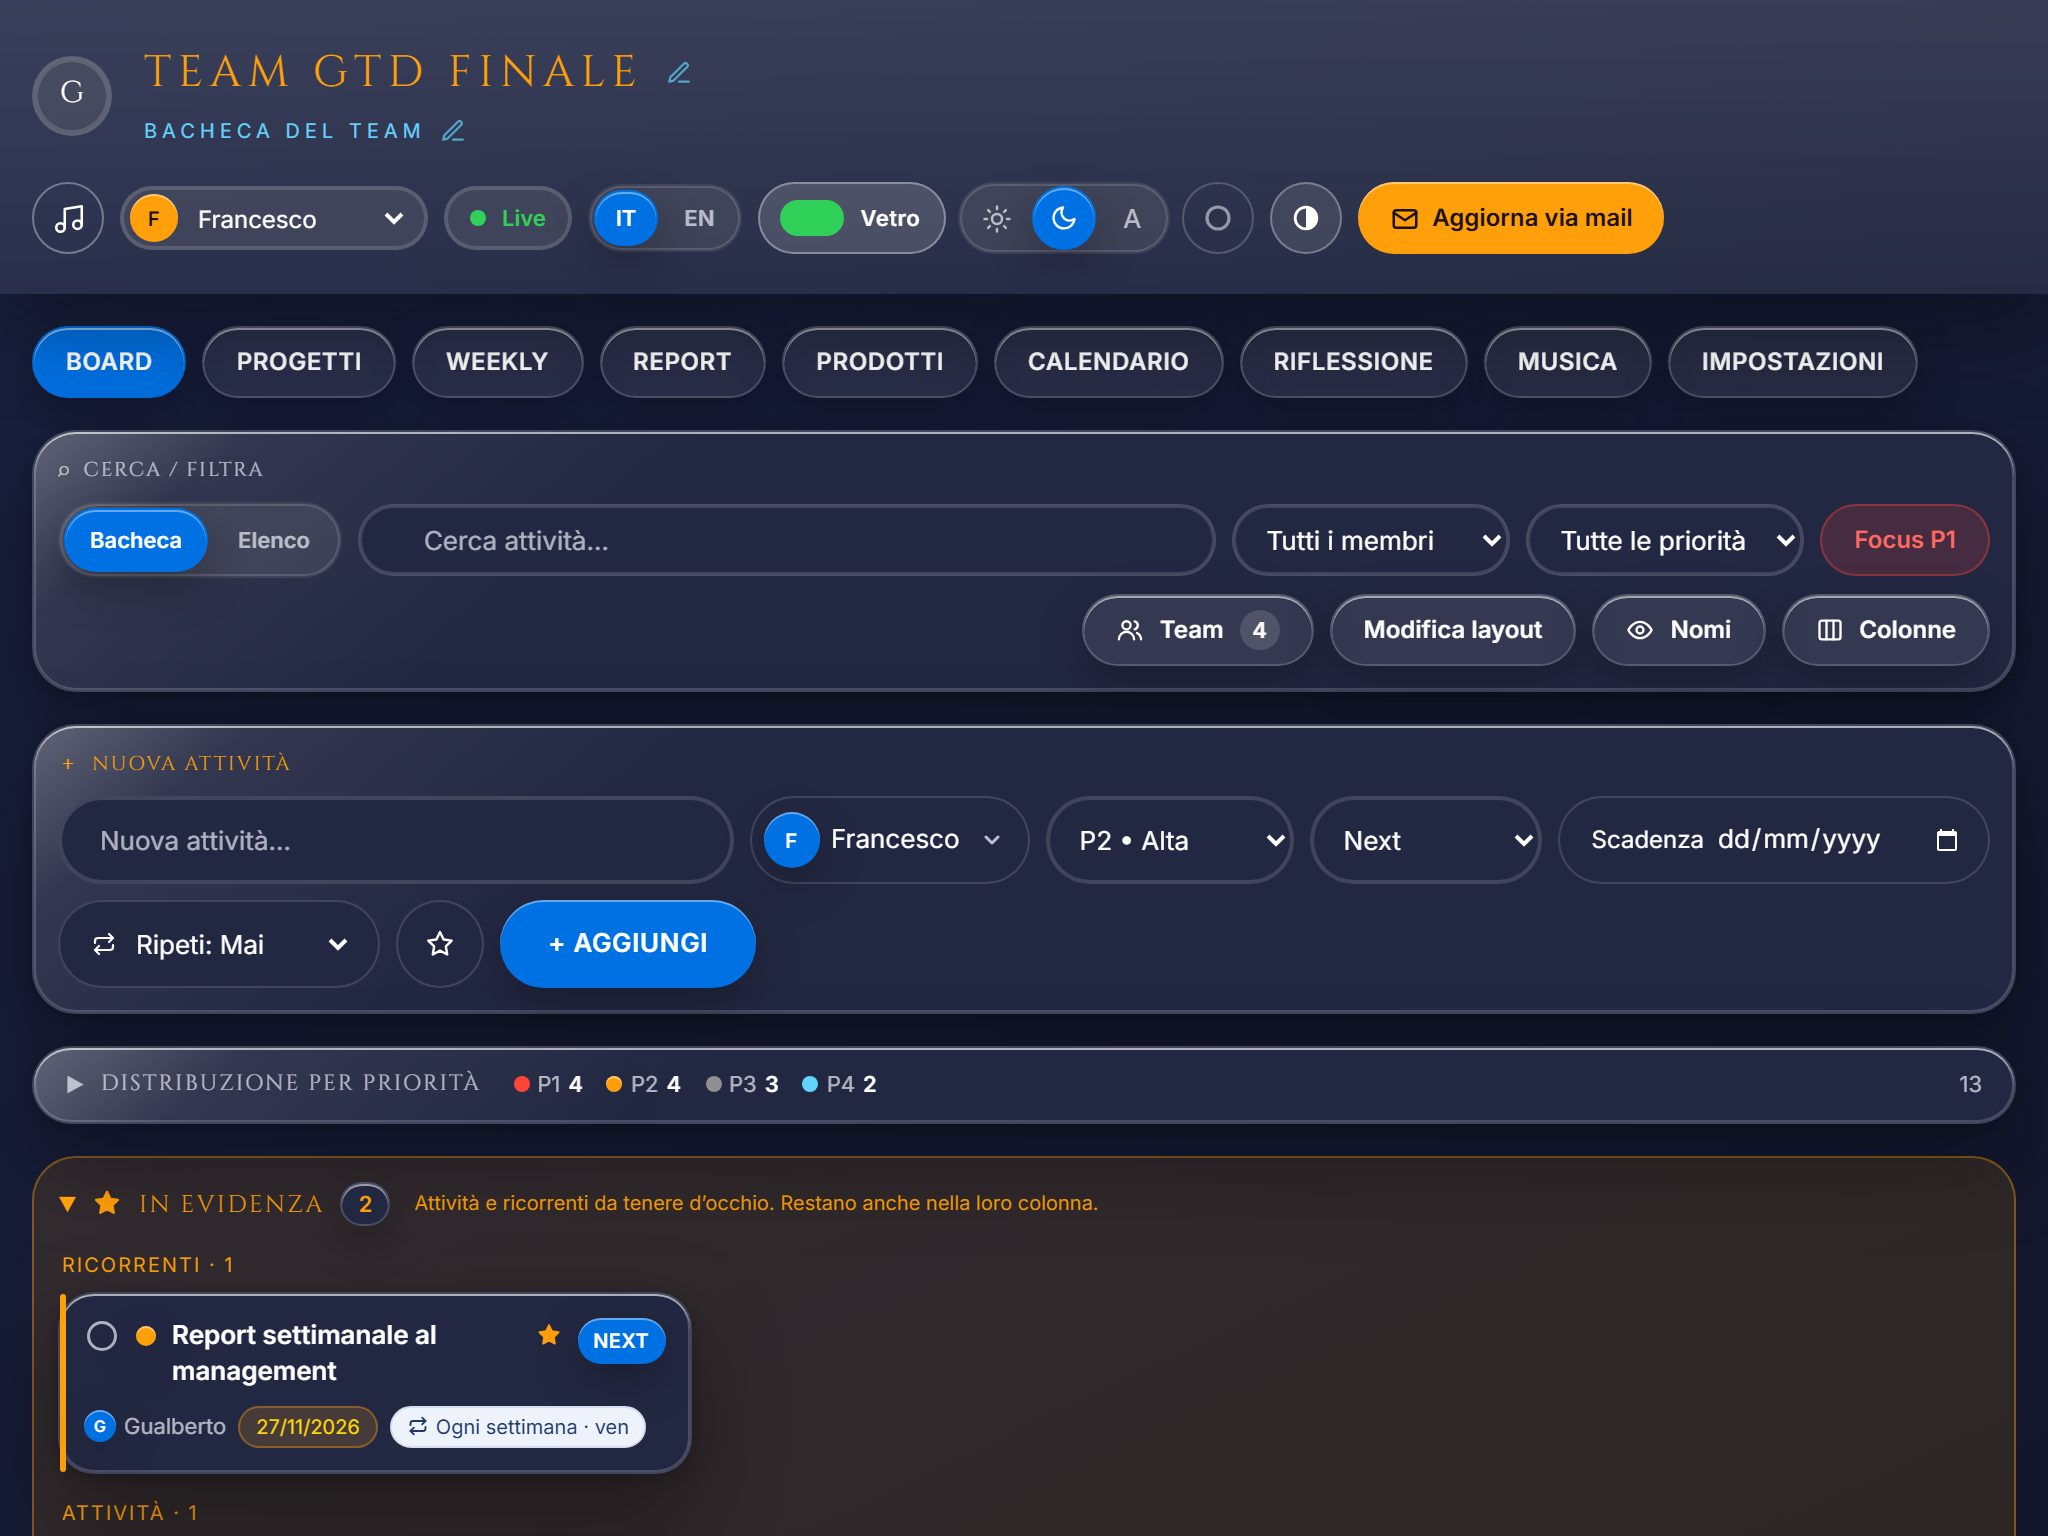 G
TEAM GTD FINALE
BACHECA DEL TEAM
F Francesco Live IT EN Vetro A Aggiorna via mail
BOARD PROGETTI WEEKLY REPORT PRODOTTI CALENDARIO RIFLESSIONE MUSICA IMPOSTAZIONI
CERCA / FILTRA
Bacheca Elenco Cerca attività... Tutti i membri Tutte le priorità Focus P1
Team 4 Modifica layout Nomi Colonne
+ NUOVA ATTIVITÀ
Nuova attività... F Francesco P2 • Alta Next Scadenza dd/mm/yyyy
Ripeti: Mai + AGGIUNGI
DISTRIBUZIONE PER PRIORITÀ P1 4 P2 4 P3 3 P4 2 13
IN EVIDENZA 2 Attività e ricorrenti da tenere d’occhio. Restano anche nella loro colonna.
RICORRENTI · 1
Report settimanale al NEXT
management
G Gualberto 27/11/2026 Ogni settimana · ven
ATTIVITÀ · 1